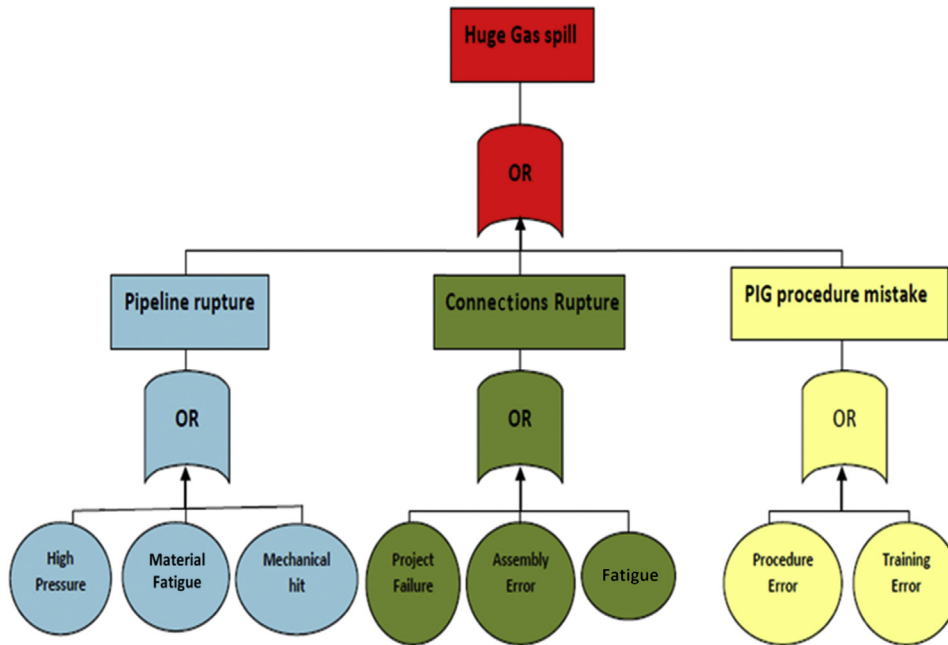 Huge Gas spill
OR
Pipeline rupture
Connections Rupture
PIG procedure mistake
OR
OR
OR
High
Pressure
Material
Fatigue
Mechanical
hit
Project
Failure
Assembly
Error
Fatigue
Procedure
Error
Training
Error